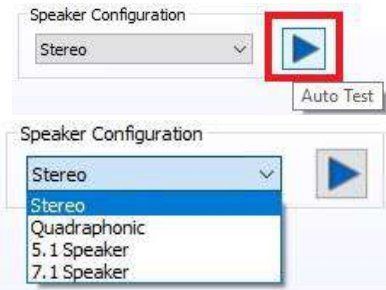 Speaker Configuration
Stereo
Auto Test
Speaker Configuration
Stereo
Stereo
Quadraphonic
5.1 Speaker
7.1 Speaker